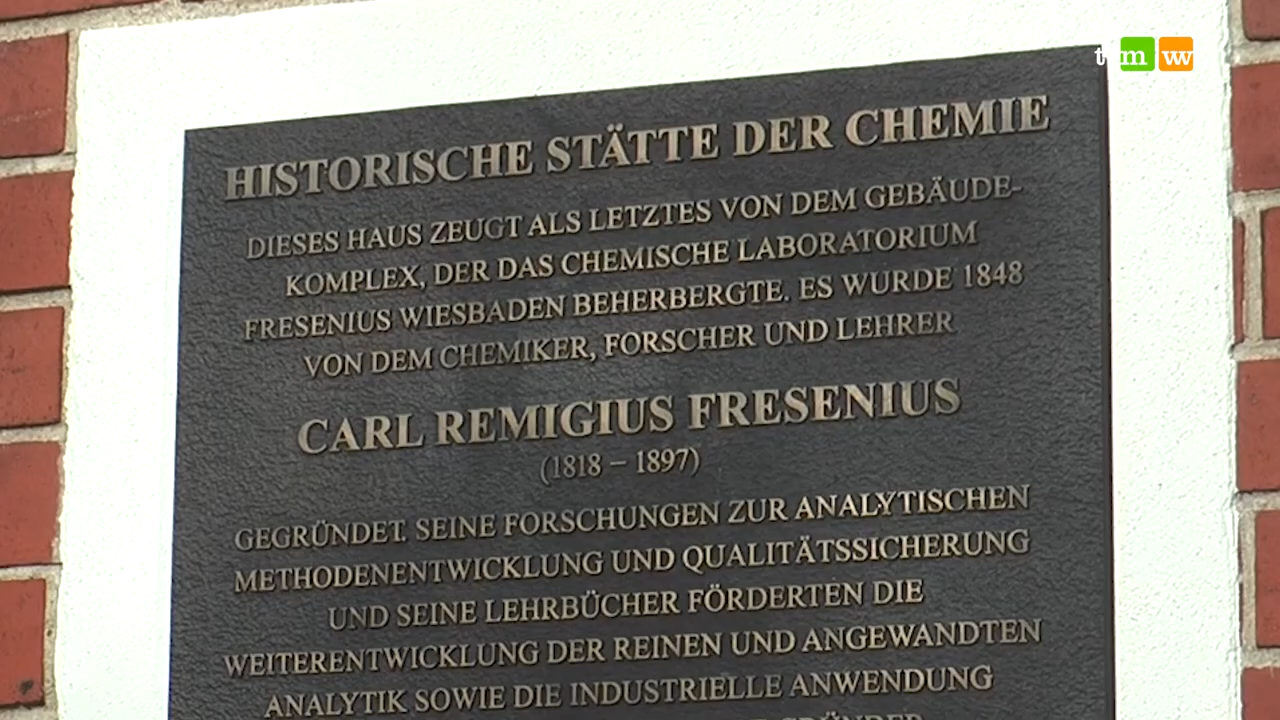 tv m w
HISTORISCHE STÄTTE DER CHEMIE
DIESES HAUS ZEUGT ALS LETZTES VON DEM GEBÄUDE-
KOMPLEX, DER DAS CHEMISCHE LABORATORIUM
FRESENIUS WIESBADEN BEHERBERGTE. ES WURDE 1848
VON DEM CHEMIKER, FORSCHER UND LEHRER
CARL REMIGIUS FRESENIUS
(1818 – 1897)
GEGRÜNDET. SEINE FORSCHUNGEN ZUR ANALYTISCHEN
METHODENENTWICKLUNG UND QUALITÄTSSICHERUNG
UND SEINE LEHRBÜCHER FÖRDERTEN DIE
WEITERENTWICKLUNG DER REINEN UND ANGEWANDTEN
ANALYTIK SOWIE DIE INDUSTRIELLE ANWENDUNG